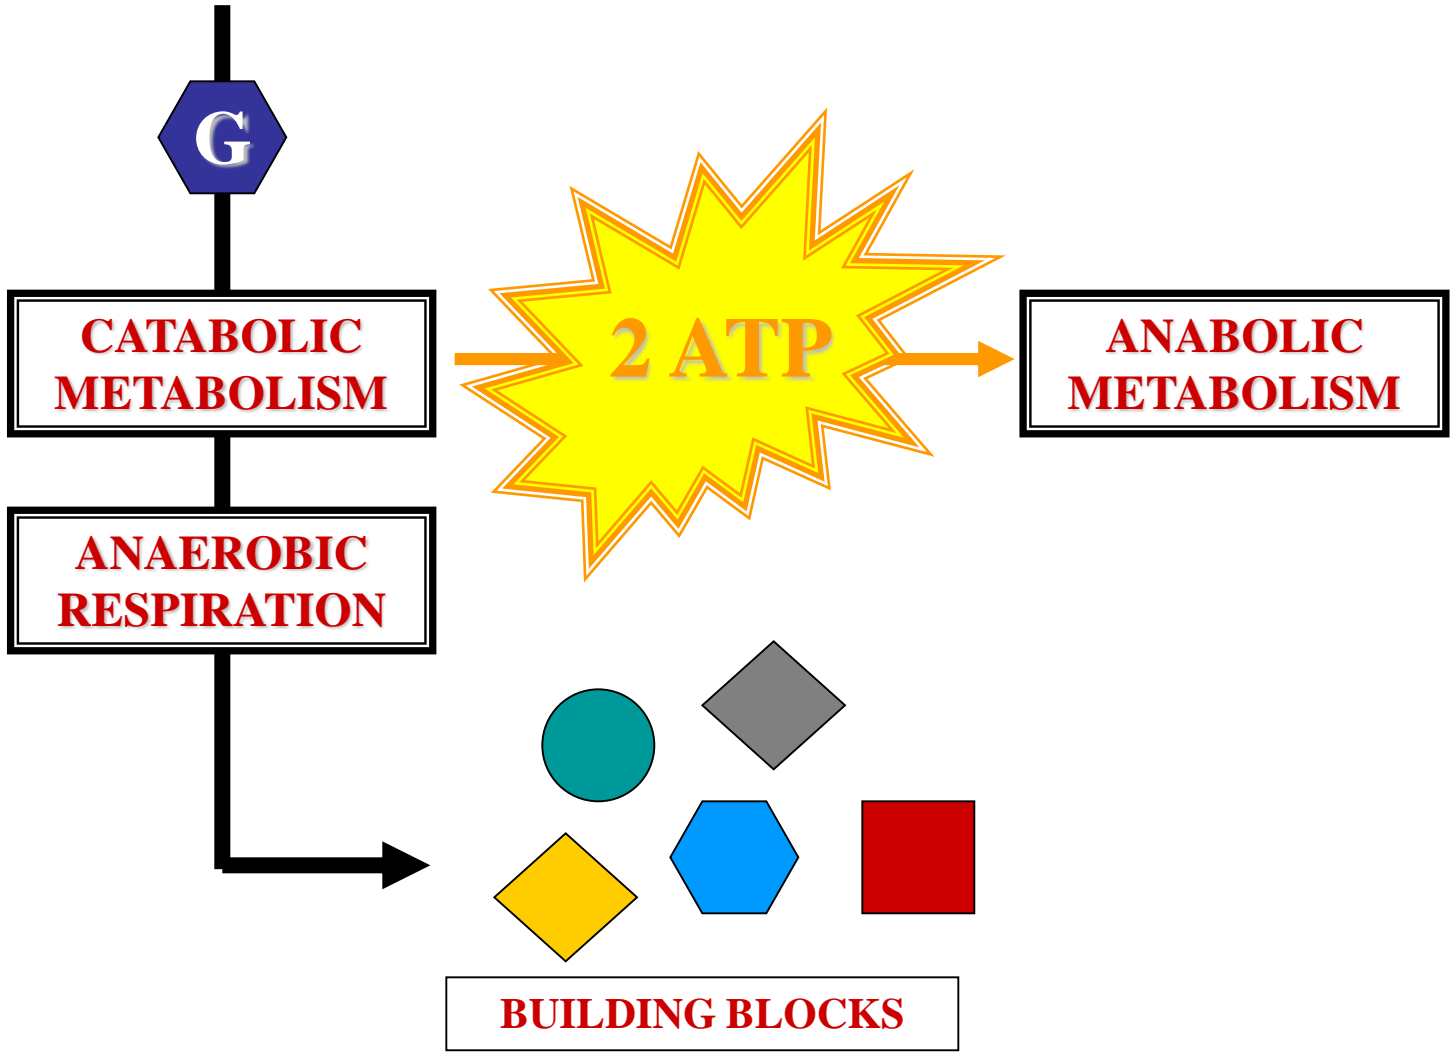 G
CATABOLIC
METABOLISM
2 ATP
ANABOLIC
METABOLISM
ANAEROBIC
RESPIRATION
BUILDING BLOCKS